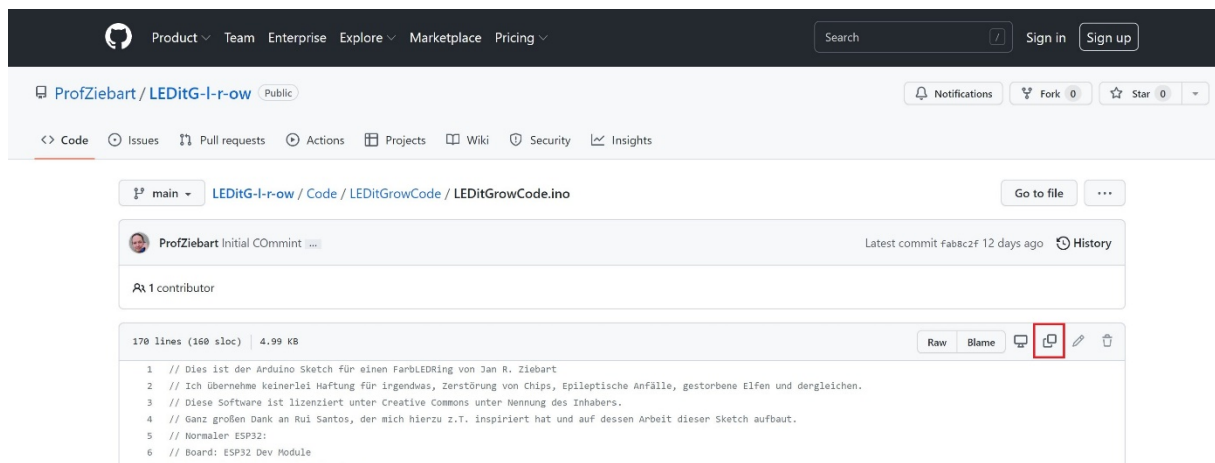 Product Team Enterprise Explore Marketplace Pricing Search / Sign in Sign up
ProfZiebart / LEDitG-l-r-ow Public Notifications Fork 0 Star 0
<> Code Issues Pull requests Actions Projects Wiki Security Insights
main LEDitG-l-r-ow / Code / LEDitGrowCode / LEDitGrowCode.ino Go to file ...
ProfZiebart Initial COmmint ... Latest commit fab8c2f 12 days ago History
1 contributor
170 lines (160 sloc) 4.99 KB Raw Blame
1 // Dies ist der Arduino Sketch für einen FarbLEDRing von Jan R. Ziebart
2 // Ich übernehme keinerlei Haftung für irgendwas, Zerstörung von Chips, Epileptische Anfälle, gestorbene Elfen und dergleichen.
3 // Diese Software ist lizenziert unter Creative Commons unter Nennung des Inhabers.
4 // Ganz großen Dank an Rui Santos, der mich hierzu z.T. inspiriert hat und auf dessen Arbeit dieser Sketch aufbaut.
5 // Normaler ESP32:
6 // Board: ESP32 Dev Module